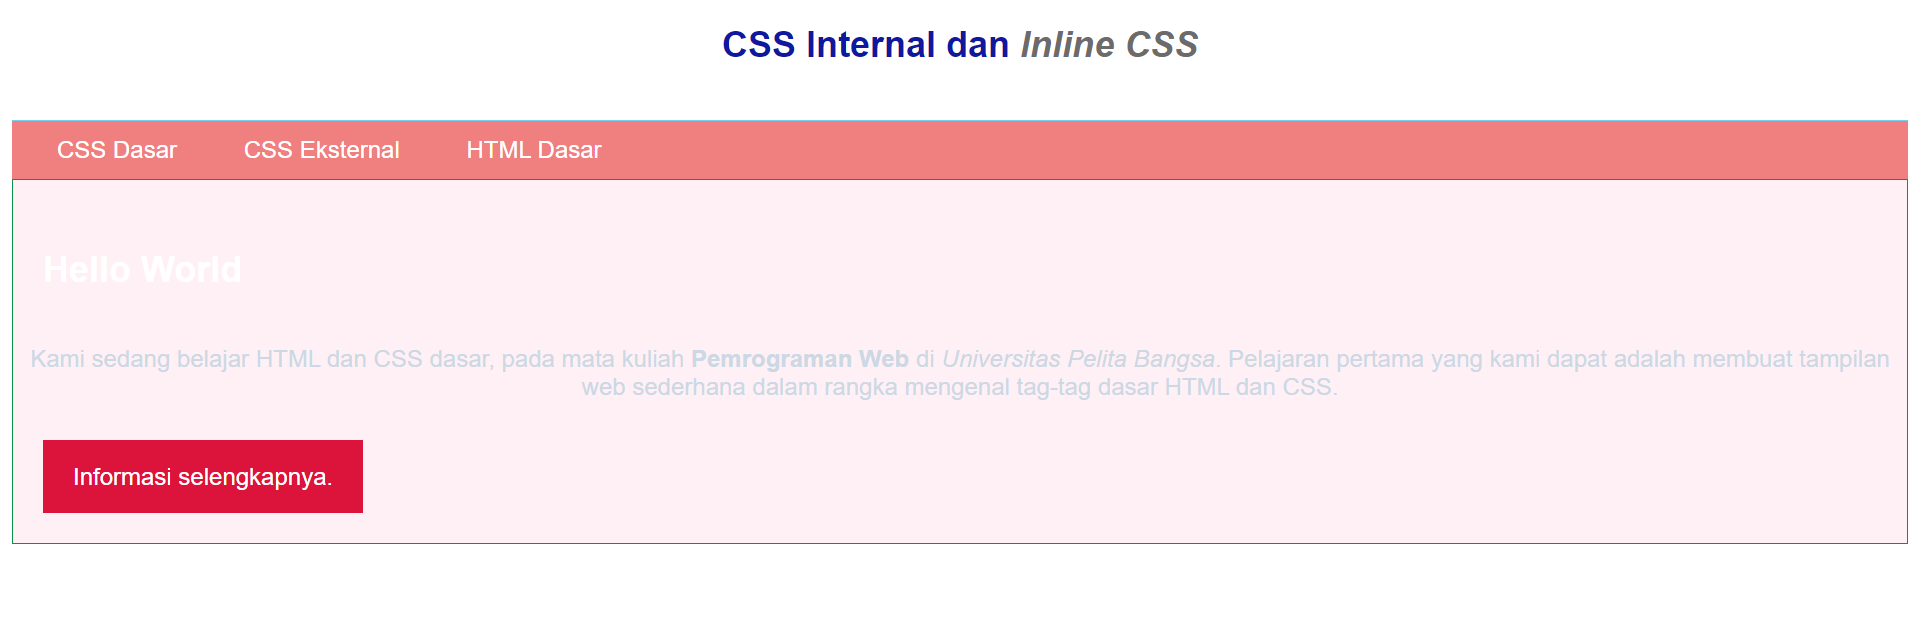 CSS Internal dan Inline CSS
CSS Dasar CSS Eksternal HTML Dasar
Hello World
Kami sedang belajar HTML dan CSS dasar, pada mata kuliah Pemrograman Web di Universitas Pelita Bangsa. Pelajaran pertama yang kami dapat adalah membuat tampilan
web sederhana dalam rangka mengenal tag-tag dasar HTML dan CSS.
Informasi selengkapnya.